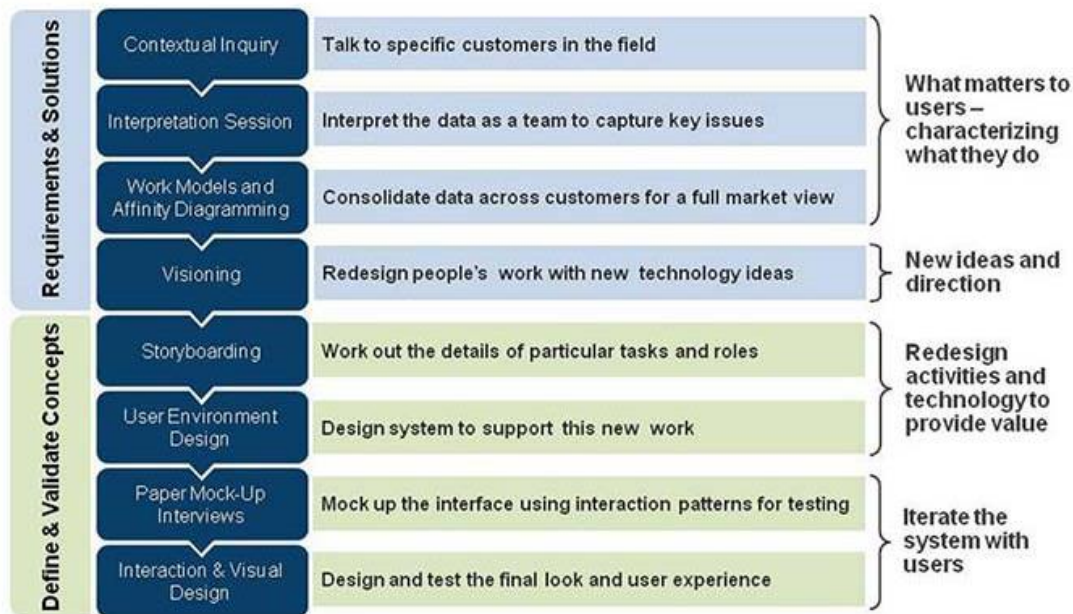 Requirements & Solutions
Contextual Inquiry
Talk to specific customers in the field
Interpretation Session
Interpret the data as a team to capture key issues
Work Models and
Affinity Diagramming
Consolidate data across customers for a full market view
What matters to
users –
characterizing
what they do
Visioning
Redesign people's work with new technology ideas
New ideas and
direction
Define & Validate Concepts
Storyboarding
Work out the details of particular tasks and roles
User Environment
Design
Design system to support this new work
Redesign
activities and
technology to
provide value
Paper Mock-Up
Interviews
Mock up the interface using interaction patterns for testing
Interaction & Visual
Design
Design and test the final look and user experience
Iterate the
system with
users